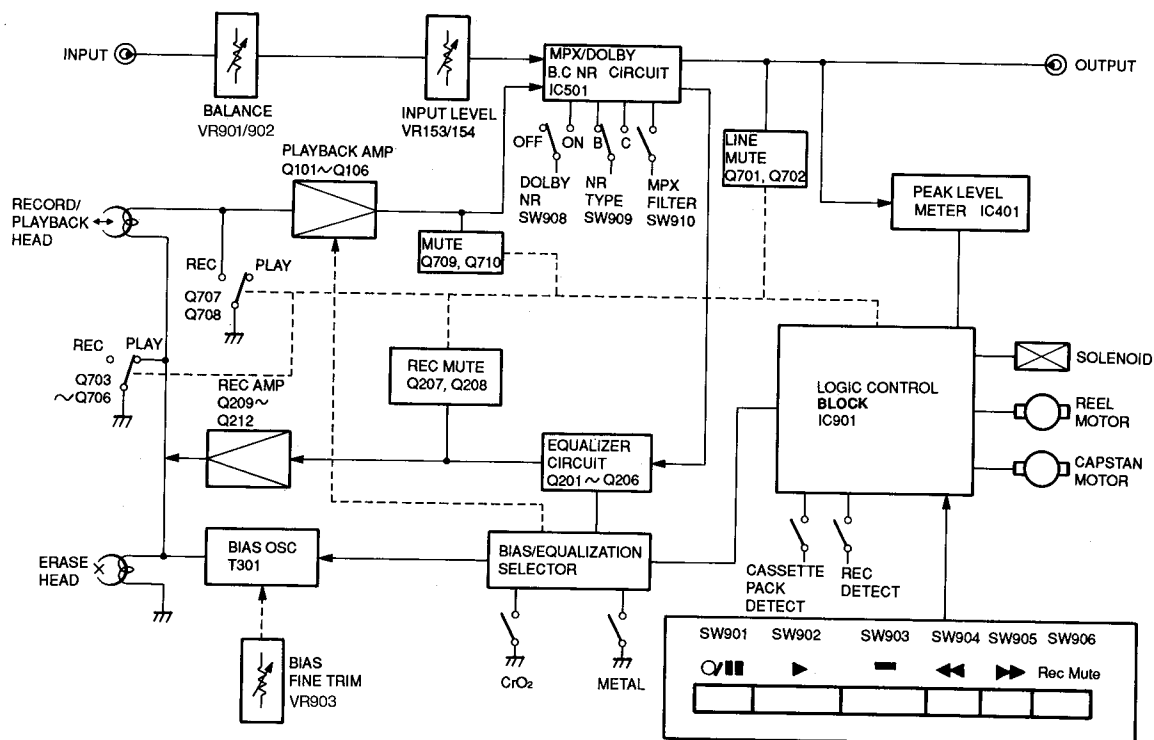 INPUT
BALANCE
VR901/902
INPUT LEVEL
VR153/154
MPX/DOLBY
B.C NR CIRCUIT
IC501
OUTPUT
OFF
ON
B
C
DOLBY
NR
SW908
NR
TYPE
SW909
MPX
FILTER
SW910
LINE
MUTE
Q701, Q702
PEAK LEVEL
METER IC401
PLAYBACK AMP
Q101～Q106
RECORD/
PLAYBACK
HEAD
MUTE
Q709, Q710
REC
PLAY
Q707
Q708
REC
PLAY
Q703
～Q706
REC AMP
Q209～
Q212
REC MUTE
Q207, Q208
EQUALIZER
CIRCUIT
Q201～Q206
LOGIC CONTROL
BLOCK
IC901
SOLENOID
REEL
MOTOR
CAPSTAN
MOTOR
ERASE
HEAD
BIAS OSC
T301
BIAS/EQUALIZATION
SELECTOR
CASSETTE
PACK
DETECT
REC
DETECT
BIAS
FINE TRIM
VR903
CrO₂
METAL
SW901 SW902 SW903 SW904 SW905 SW906
○/▮▮ ▶ ▬ ◀◀ ▶▶ Rec Mute